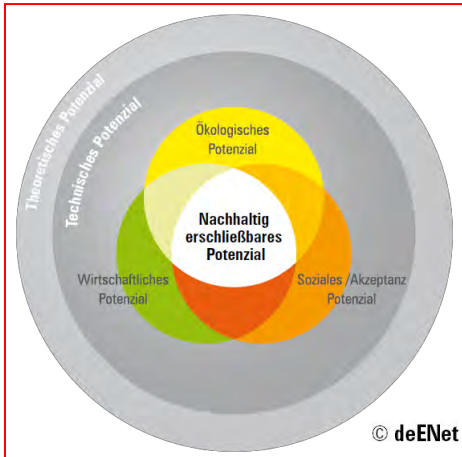 Theoretisches Potenzial
Technisches Potenzial
Ökologisches
Potenzial
Nachhaltig
erschließbares
Potenzial
Wirtschaftliches
Potenzial
Soziales /Akzeptanz
Potenzial
© deENet